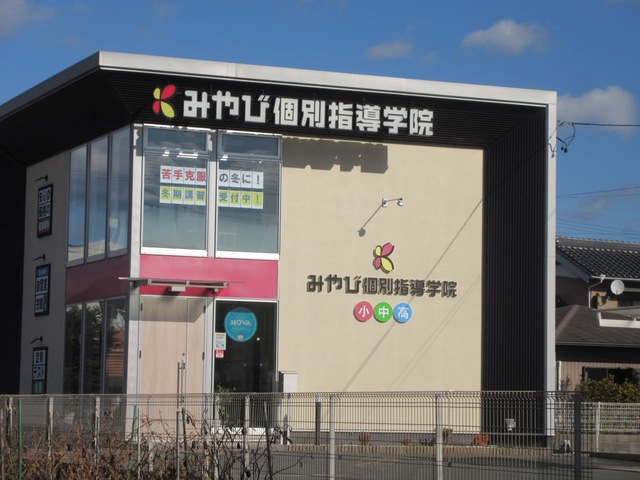 みやび個別指導学院
苦手克服の冬に！
冬期講習受付中！
みやび個別指導学院
小中高
NOVA